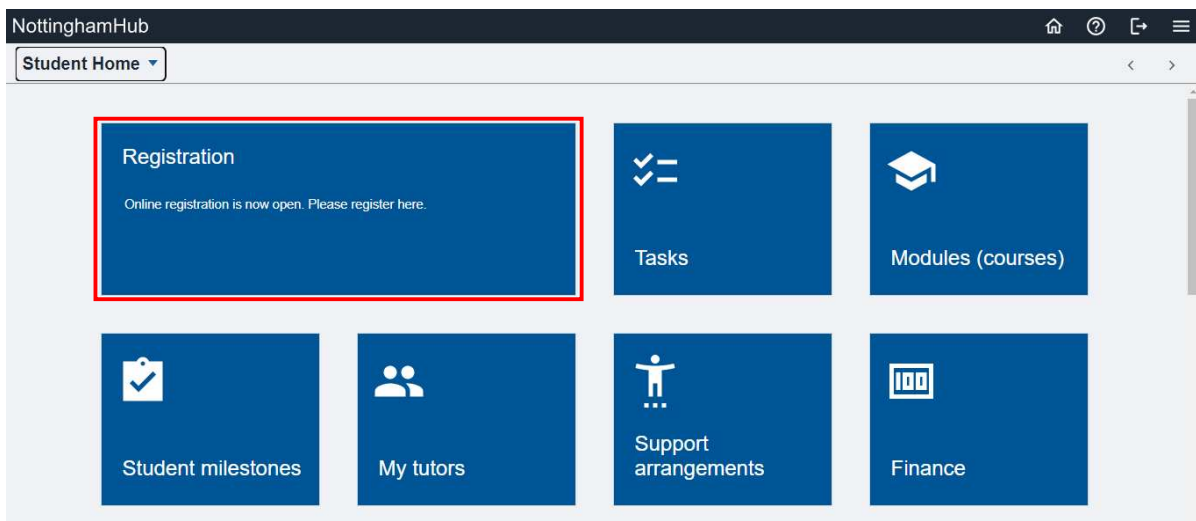 NottinghamHub
Student Home
Registration
Online registration is now open. Please register here.
Tasks
Modules (courses)
Student milestones
My tutors
Support
arrangements
Finance